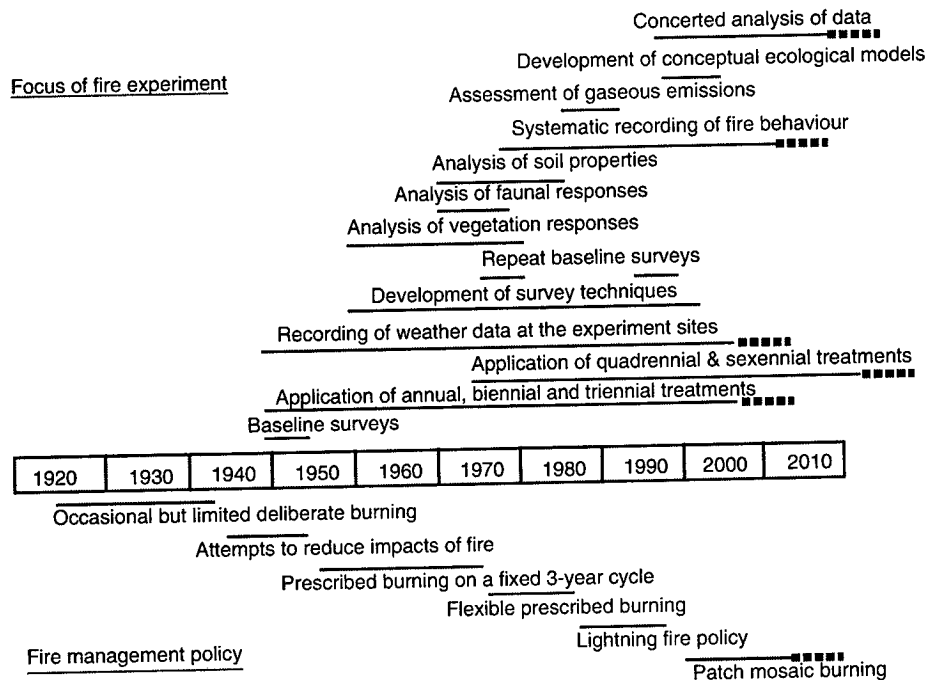 Concerted analysis of data
Development of conceptual ecological models
Focus of fire experiment
Assessment of gaseous emissions
Systematic recording of fire behaviour
Analysis of soil properties
Analysis of faunal responses
Analysis of vegetation responses
Repeat baseline surveys
Development of survey techniques
Recording of weather data at the experiment sites
Application of quadrennial & sexennial treatments
Application of annual, biennial and triennial treatments
Baseline surveys
1920 1930 1940 1950 1960 1970 1980 1990 2000 2010
Occasional but limited deliberate burning
Attempts to reduce impacts of fire
Prescribed burning on a fixed 3-year cycle
Flexible prescribed burning
Lightning fire policy
Fire management policy
Patch mosaic burning